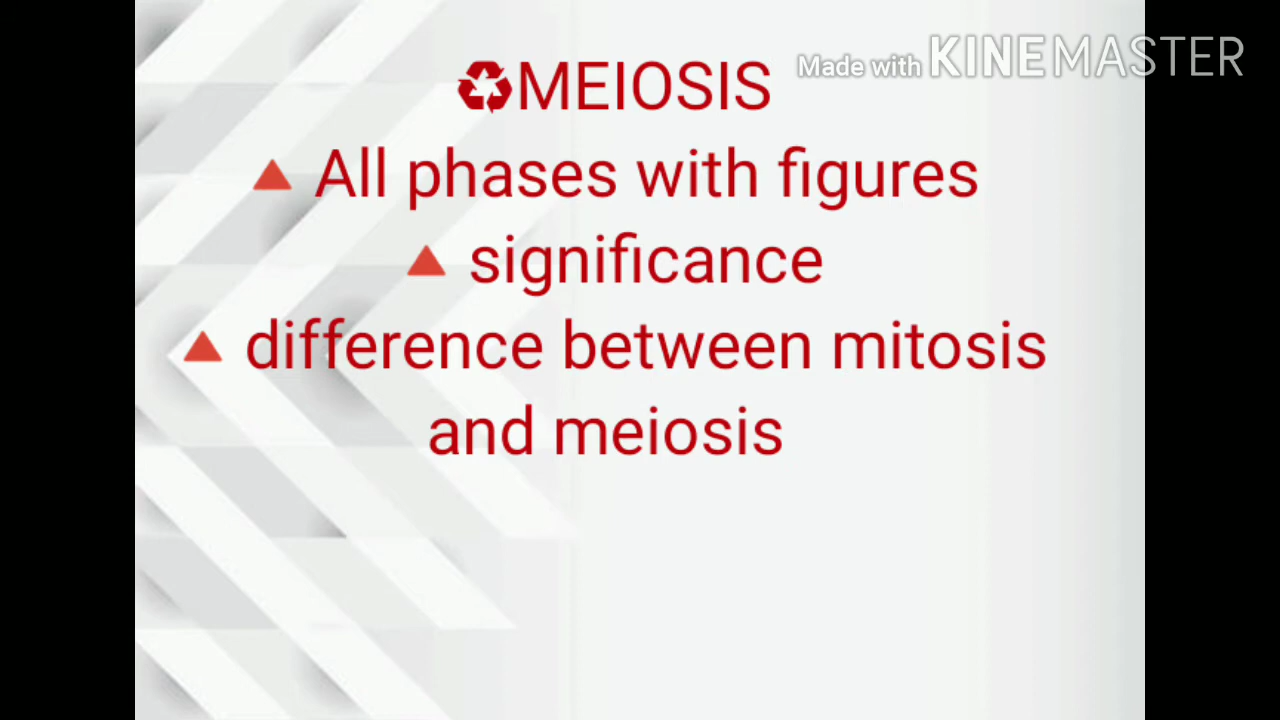 Made with KINEMASTER
♻MEIOSIS
🔺 All phases with figures
🔺 significance
🔺 difference between mitosis
and meiosis